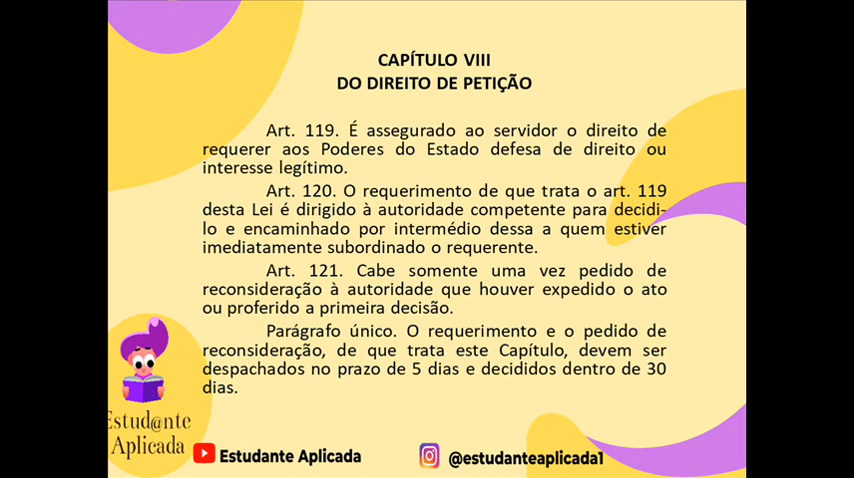 CAPÍTULO VIII
DO DIREITO DE PETIÇÃO
Art. 119. É assegurado ao servidor o direito de
requerer aos Poderes do Estado defesa de direito ou
interesse legítimo.
Art. 120. O requerimento de que trata o art. 119
desta Lei é dirigido à autoridade competente para decidi-
lo e encaminhado por intermédio dessa a quem estiver
imediatamente subordinado o requerente.
Art. 121. Cabe somente uma vez pedido de
reconsideração à autoridade que houver expedido o ato
ou proferido a primeira decisão.
Parágrafo único. O requerimento e o pedido de
reconsideração, de que trata este Capítulo, devem ser
despachados no prazo de 5 dias e decididos dentro de 30
dias.
Estud@nte
Aplicada
Estudante Aplicada
@estudanteaplicada1